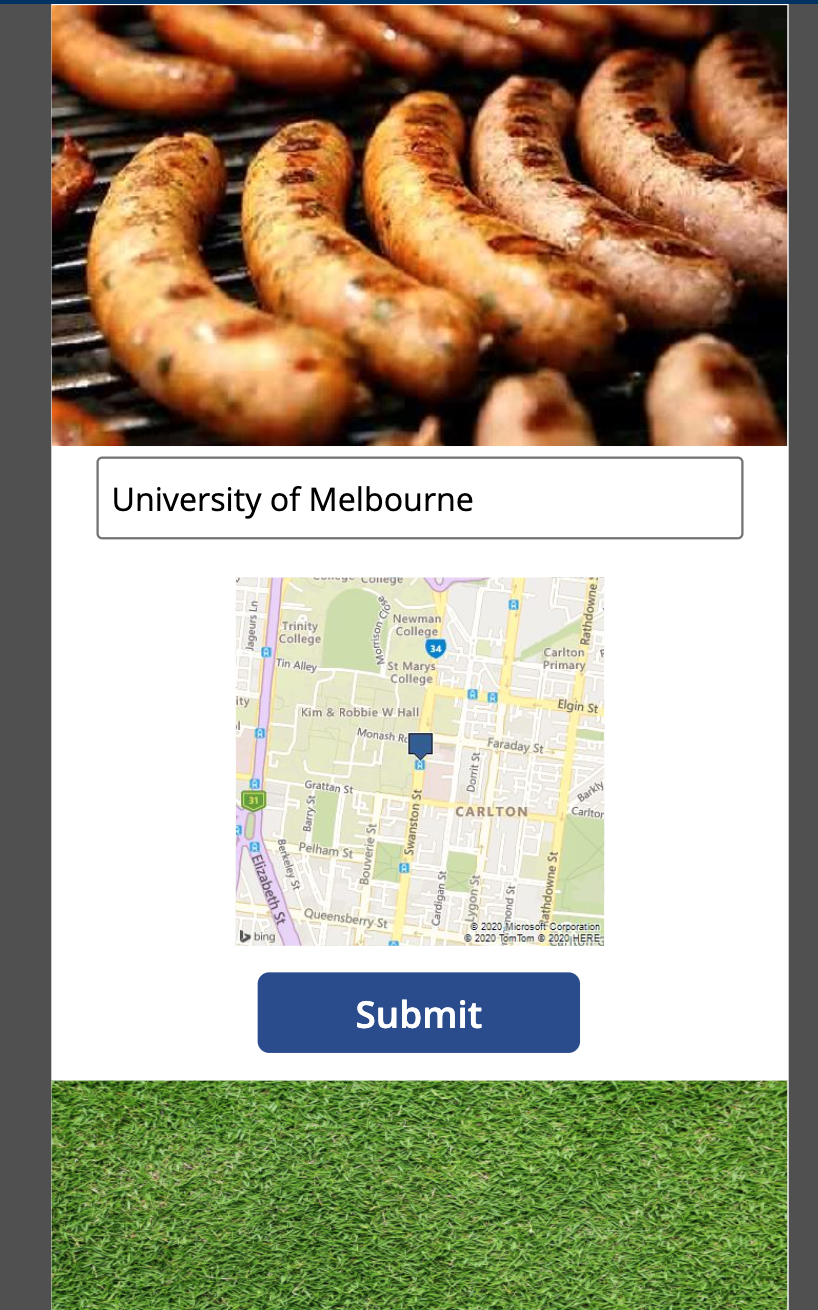 University of Melbourne
Jageurs Ln
Trinity
College
Morrison Close
Newman
College
34
Rathdowne S
Carlton
Primary
Tin Alley
St Marys
College
Elgin St
Kim & Robbie W Hall
Monash Rd
Faraday St
Dorrit St
31
Grattan St
Barry St
Swanston St
Barkly
Carlton
CARLTON
Pelham St
Bouverie St
Berkeley St
Elizabeth St
Cardigan St
Lygon St
mond St
Rathdowne St
Queensberry St
© 2020 Microsoft Corporation
bing
© 2020 TomTom © 2020 HERE
Submit